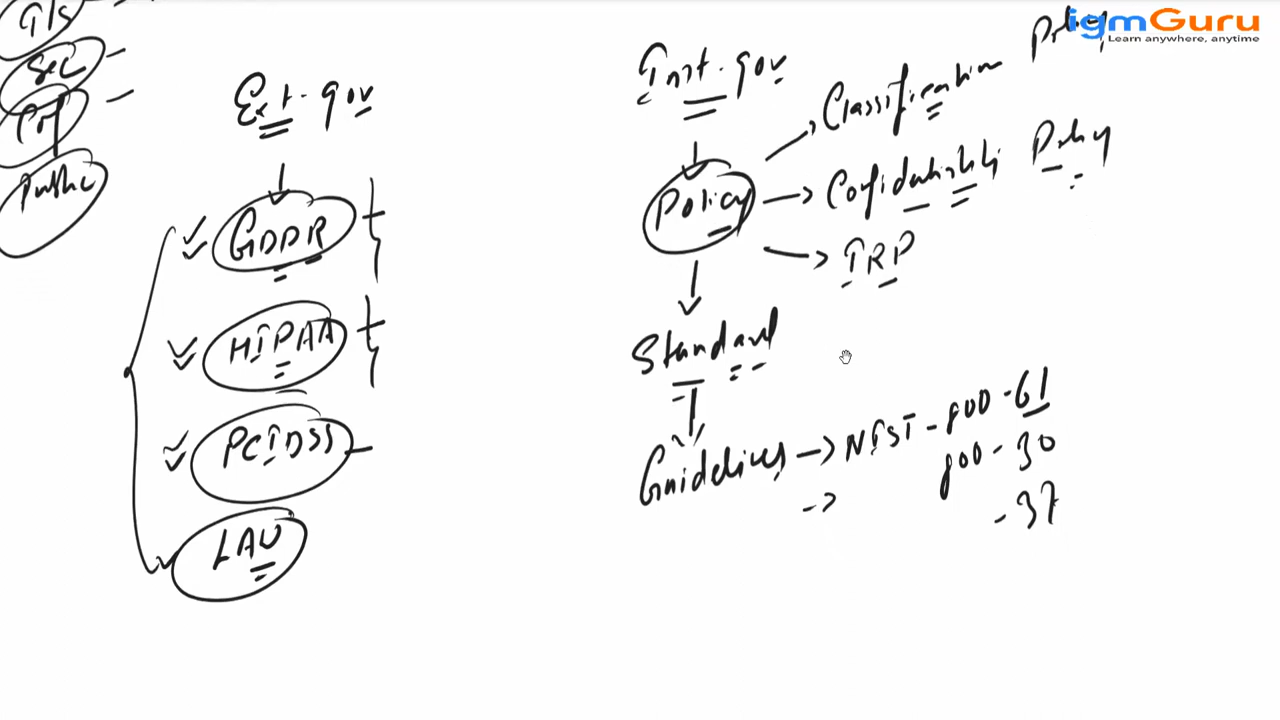 igmGuru
Learn anywhere, anytime
G/s
Sec
Public
Ext. gov
GDPR
HIPAA
PCIDSS
LAW
Int. gov
Policy
Classification Policy
Confidentiality Policy
IRP
Standard
Guidelines → NIST - 800 - 61
800 - 30
- 37